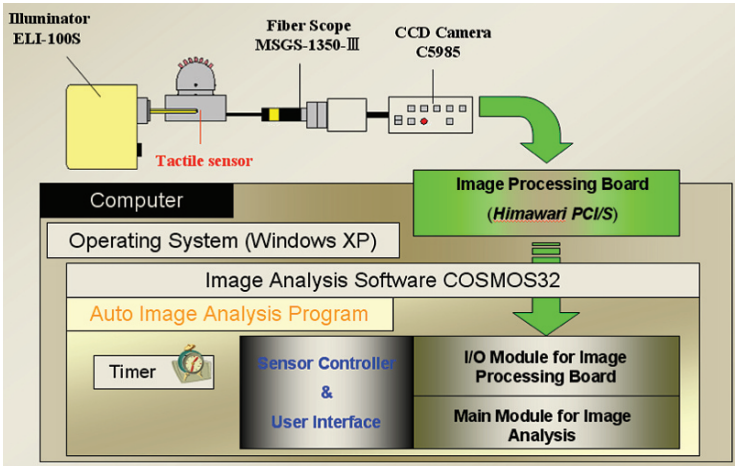 Illuminator
ELI-100S
Fiber Scope
MSGS-1350-Ⅲ
CCD Camera
C5985
Tactile sensor
Computer
Image Processing Board
(Himawari PCI/S)
Operating System (Windows XP)
Image Analysis Software COSMOS32
Auto Image Analysis Program
Timer
Sensor Controller
&
User Interface
I/O Module for Image
Processing Board
Main Module for Image
Analysis